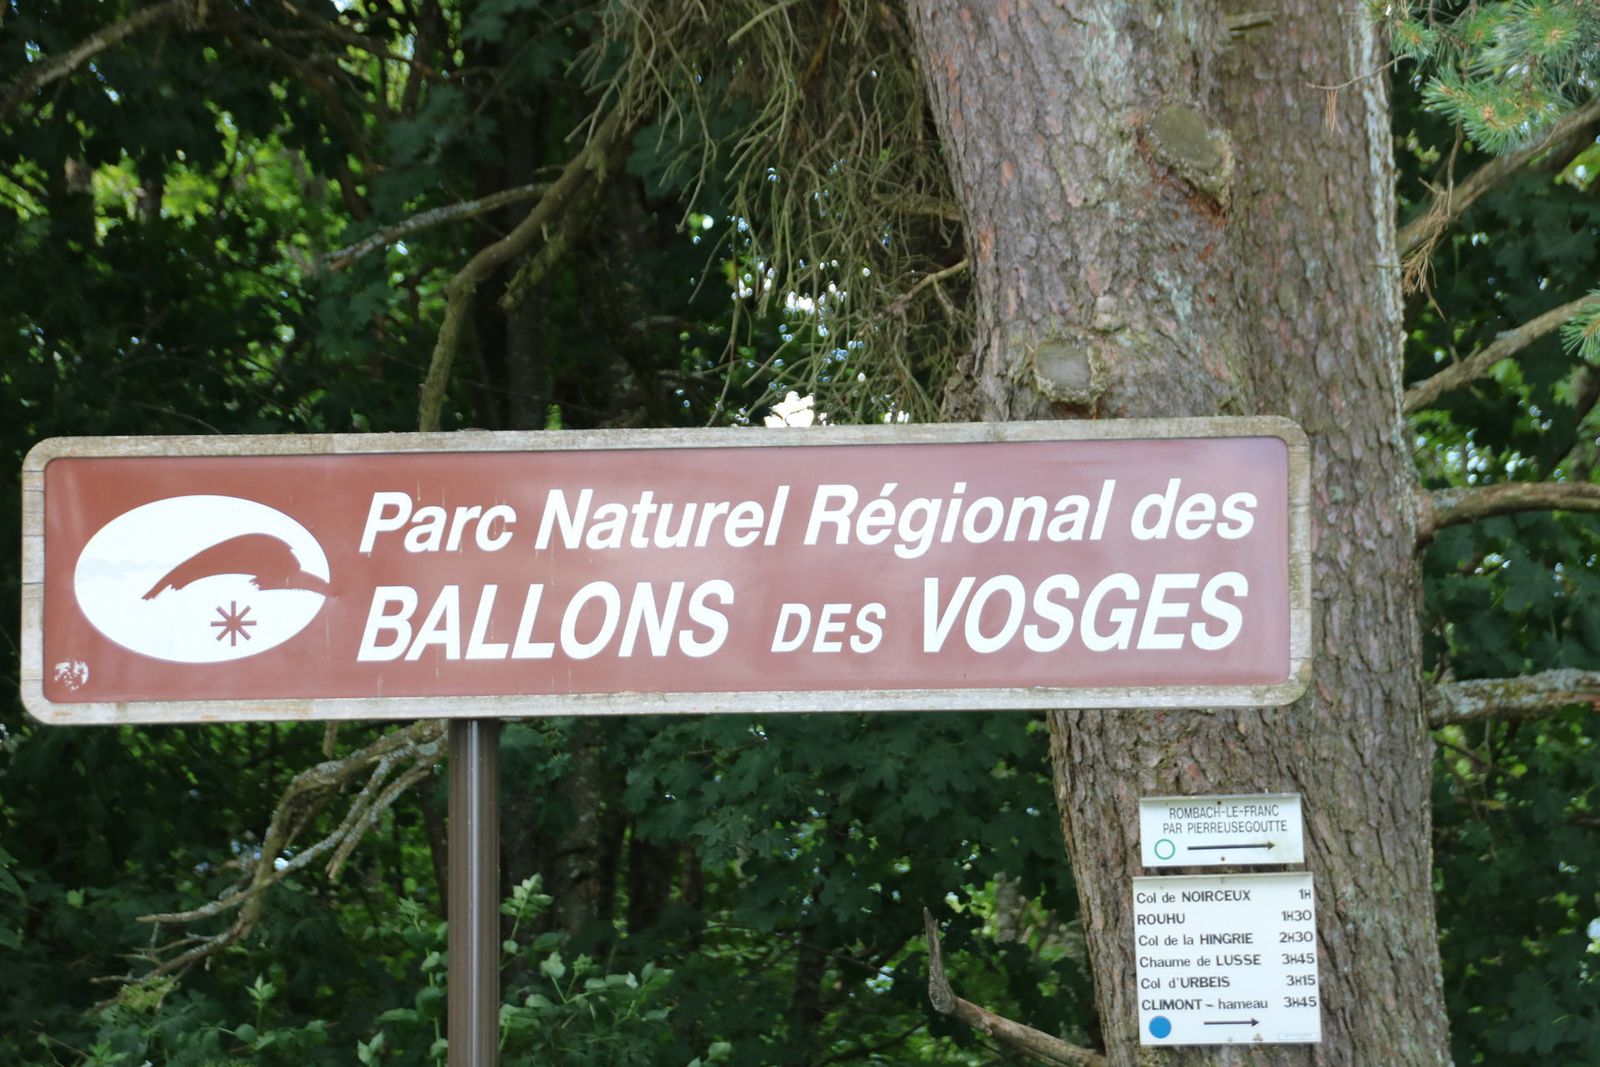 Parc Naturel Régional des
BALLONS DES VOSGES
ROMBACH-LE-FRANC
PAR PIERREUSEGOUTTE
Col de NOIRCEUX 1H
ROUHU 1H30
Col de la HINGRIE 2H30
Chaume de LUSSE 3H45
Col d'URBEIS 3H15
CLIMONT - hameau 3H45